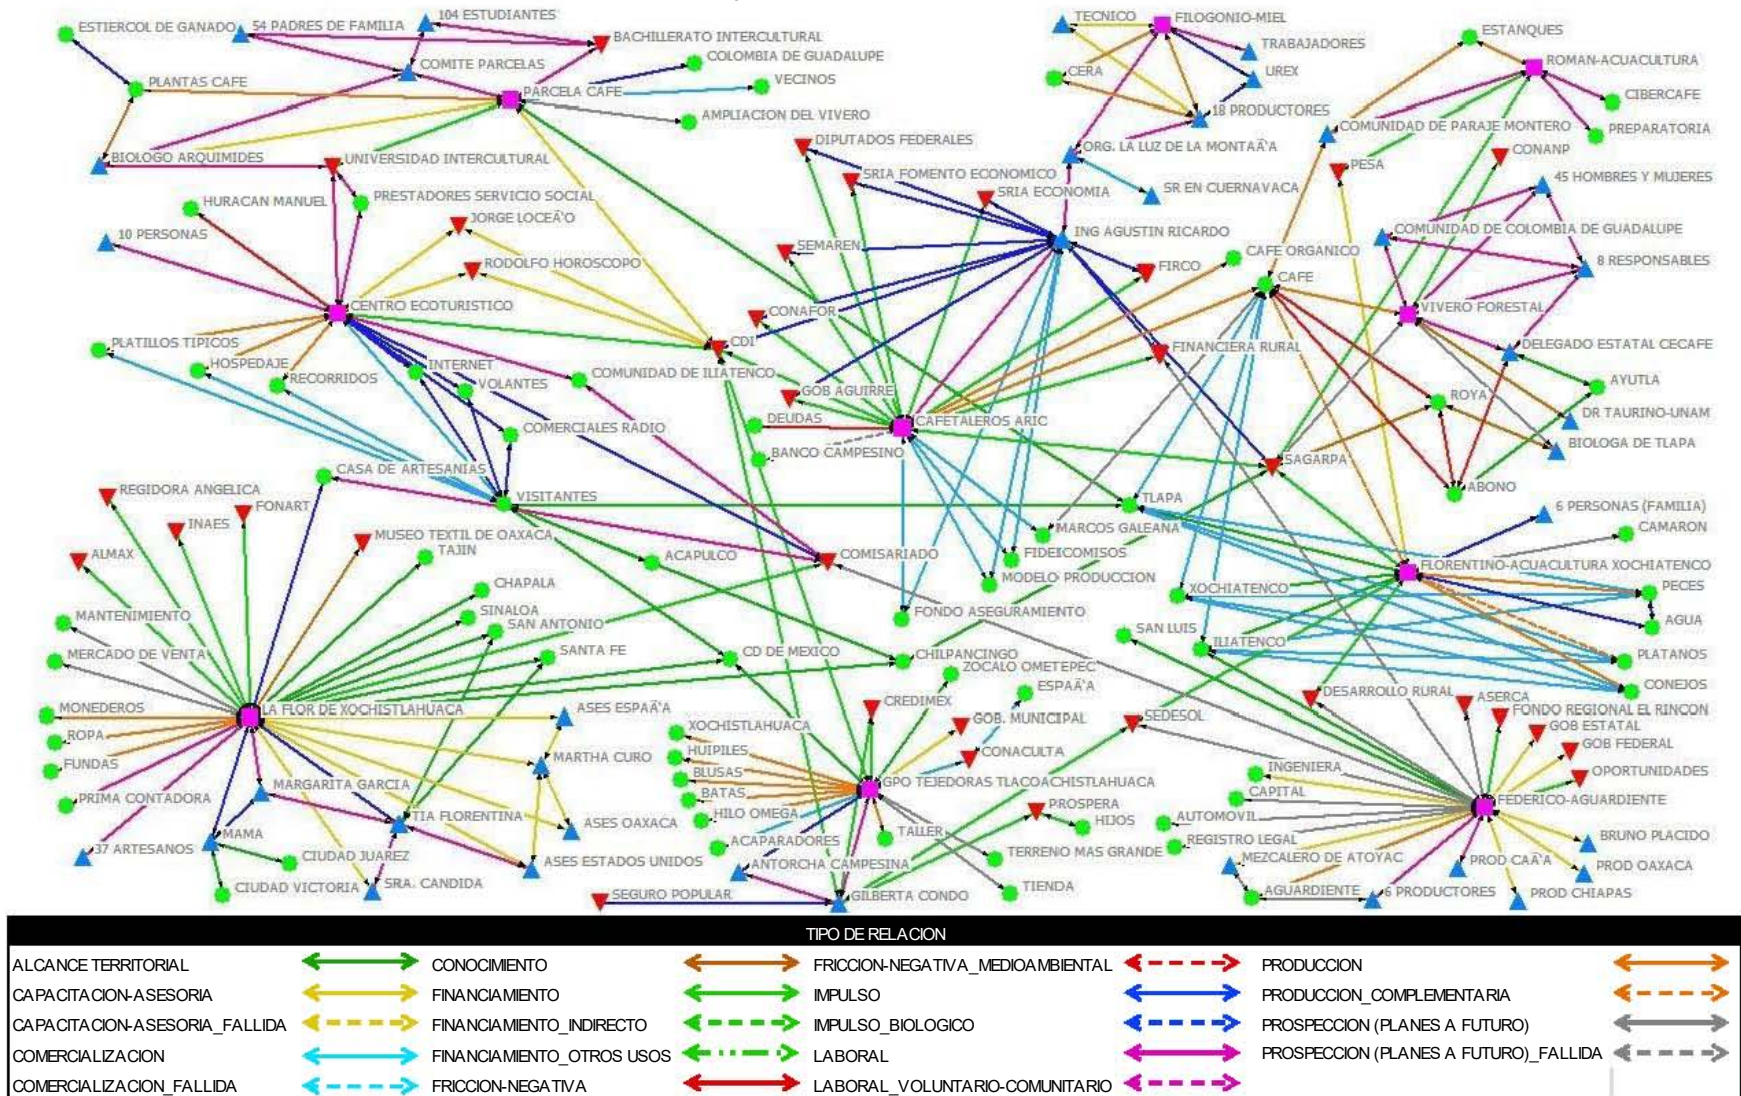 ESTIERCOL DE GANADO
54 PADRES DE FAMILIA
104 ESTUDIANTES
BACHILLERATO INTERCULTURAL
COMITE PARCELAS
COLOMBIA DE GUADALUPE
PLANTAS CAFE
PARCELA CAFE
VECINOS
AMPLIACION DEL VIVERO
BIOLOGO ARQUIMIDES
UNIVERSIDAD INTERCULTURAL
TECNICO
FILOGONIO-MIEL
TRABAJADORES
CERA
UREX
18 PRODUCTORES
ESTANQUES
ROMAN-ACUACULTURA
CIBERCAFE
PREPARATORIA
COMUNIDAD DE PARAJE MONTERO
DIPUTADOS FEDERALES
ORG. LA LUZ DE LA MONTAÃ'A
PESA
CONANP
SRIA FOMENTO ECONOMICO
SRIA ECONOMIA
SR EN CUERNAVACA
45 HOMBRES Y MUJERES
HURACAN MANUEL
PRESTADORES SERVICIO SOCIAL
JORGE LOCEÃ'O
10 PERSONAS
RODOLFO HOROSCOPO
SEMAREN
ING AGUSTIN RICARDO
CAFE ORGANICO
COMUNIDAD DE COLOMBIA DE GUADALUPE
FIRCO
CAFE
8 RESPONSABLES
CENTRO ECOTURISTICO
CONAFOR
VIVERO FORESTAL
PLATILLOS TIPICOS
CDI
FINANCIERA RURAL
DELEGADO ESTATAL CECAFE
HOSPEDAJE
INTERNET
COMUNIDAD DE ILIATENCO
RECORRIDOS
VOLANTES
GOB AGUIRRE
AYUTLA
ROYA
DEUDAS
CAFETALEROS ARIC
DR TAURINO-UNAM
COMERCIALES RADIO
BANCO CAMPESINO
BIOLOGA DE TLAPA
CASA DE ARTESANIAS
SAGARPA
REGIDORA ANGELICA
FONART
VISITANTES
TLAPA
ABONO
INAES
MUSEO TEXTIL DE OAXACA
MARCOS GALEANA
6 PERSONAS (FAMILIA)
CAMARON
ALMAX
TAJIN
ACAPULCO
COMISARIADO
FIDEICOMISOS
FLORENTINO-ACUACULTURA XOCHIATENCO
CHAPALA
MODELO PRODUCCION
XOCHIATENCO
PECES
MANTENIMIENTO
SINALOA
FONDO ASEGURAMIENTO
SAN ANTONIO
SAN LUIS
AGUA
MERCADO DE VENTA
SANTA FE
CD DE MEXICO
CHILPANCINGO
ILIATENCO
PLATANOS
ZOCALO OMETEPEC
CONEJOS
MONEDEROS
LA FLOR DE XOCHISTLAHUACA
ASES ESPAÃ'A
CREDIMEX
ESPAÃ'A
DESARROLLO RURAL
ASERCA
FONDO REGIONAL EL RINCON
ROPA
XOCHISTLAHUACA
GOB. MUNICIPAL
SEDESOL
GOB ESTATAL
FUNDAS
MARTHA CURO
HUIPILES
CONACULTA
GOB FEDERAL
MARGARITA GARCIA
BLUSAS
GPO TEJEDORAS TLACOACHISTLAHUACA
INGENIERA
OPORTUNIDADES
PRIMA CONTADORA
BATAS
CAPITAL
FEDERICO-AGUARDIENTE
TIA FLORENTINA
ASES OAXACA
HILO OMEGA
TALLER
PROSPERA
HIJOS
AUTOMOVIL
MAMA
ACAPARADORES
REGISTRO LEGAL
BRUNO PLACIDO
37 ARTESANOS
CIUDAD JUAREZ
ASES ESTADOS UNIDOS
ANTORCHA CAMPESINA
TERRENO MAS GRANDE
MEZCALERO DE ATOYAC
PROD CAÃ'A
PROD OAXACA
CIUDAD VICTORIA
SRA. CANDIDA
SEGURO POPULAR
GILBERTA CONDO
TIENDA
AGUARDIENTE
6 PRODUCTORES
PROD CHIAPAS
TIPO DE RELACION
ALCANCE TERRITORIAL
CONOCIMIENTO
FRICCION-NEGATIVA_MEDIOAMBIENTAL
PRODUCCION
CAPACITACION-ASESORIA
FINANCIAMIENTO
IMPULSO
PRODUCCION_COMPLEMENTARIA
CAPACITACION-ASESORIA_FALLIDA
FINANCIAMIENTO_INDIRECTO
IMPULSO_BIOLOGICO
PROSPECCION (PLANES A FUTURO)
COMERCIALIZACION
FINANCIAMIENTO_OTROS USOS
LABORAL
PROSPECCION (PLANES A FUTURO)_FALLIDA
COMERCIALIZACION_FALLIDA
FRICCION-NEGATIVA
LABORAL_VOLUNTARIO-COMUNITARIO